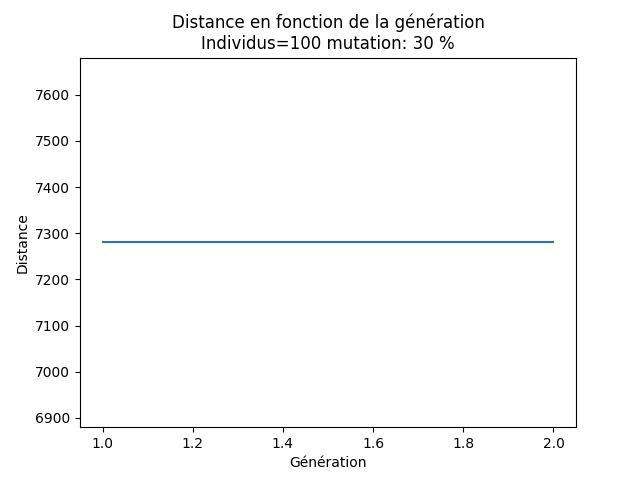 Distance en fonction de la génération
Individus=100 mutation: 30 %
7600
7500
7400
7300
7200
7100
7000
6900
Distance
1.0 1.2 1.4 1.6 1.8 2.0
Génération